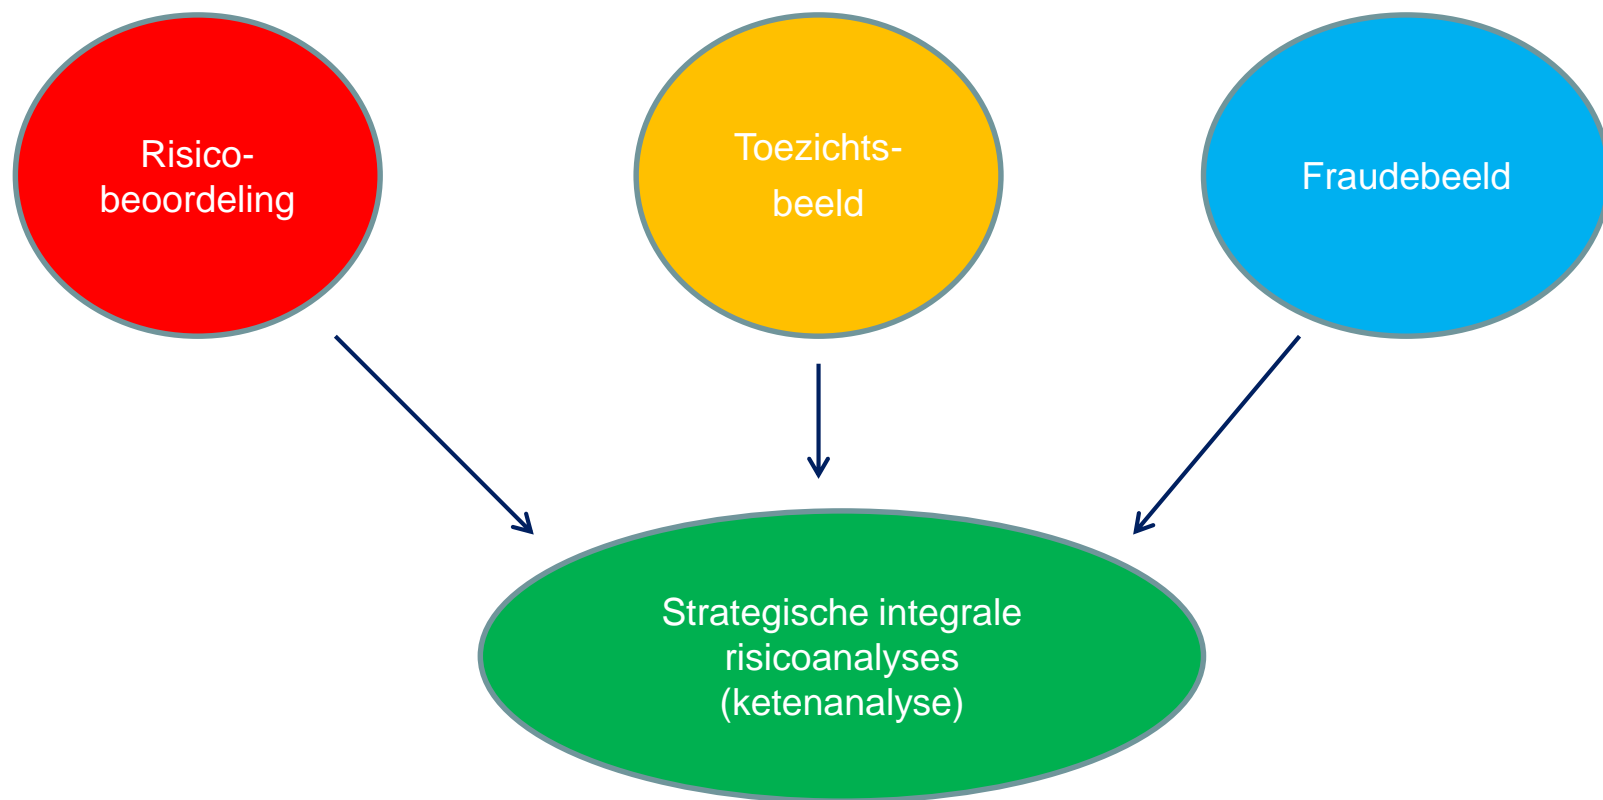 Risico-
beoordeling
Toezichts-
beeld
Fraudebeeld
Strategische integrale
risicoanalyses
(ketenanalyse)